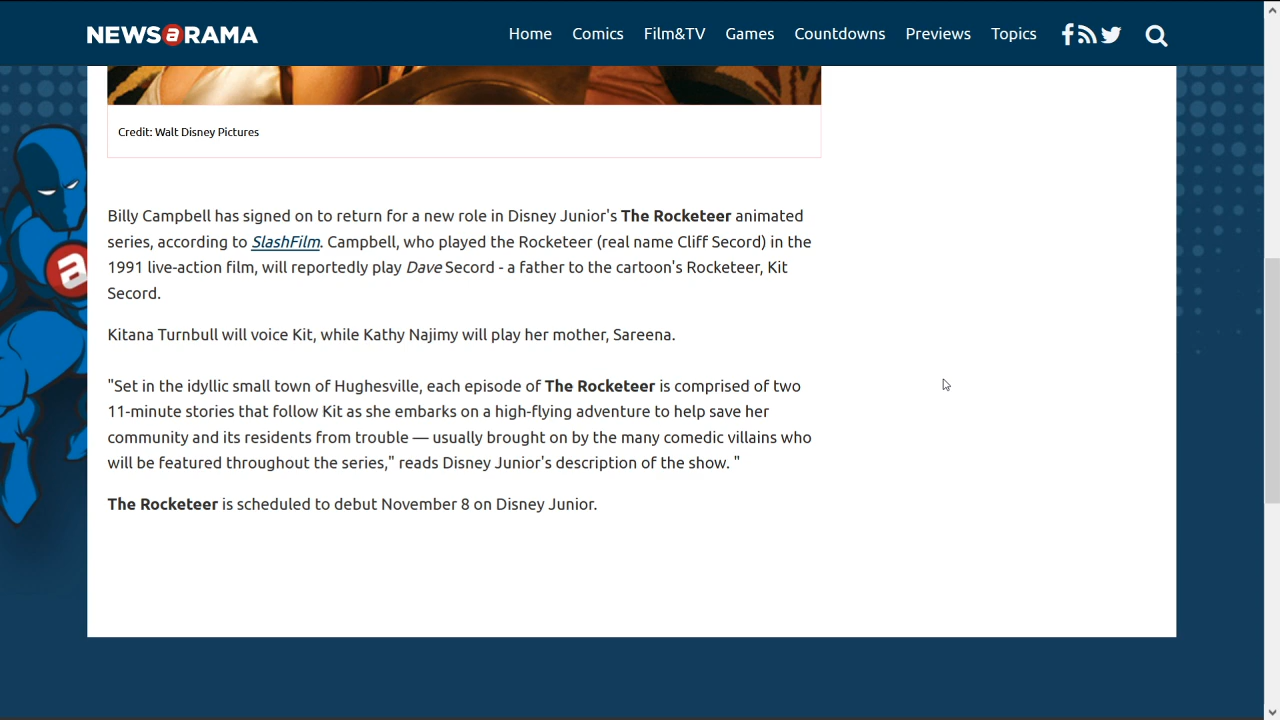 NEWSaRAMA
Home Comics Film&TV Games Countdowns Previews Topics
Credit: Walt Disney Pictures
Billy Campbell has signed on to return for a new role in Disney Junior's The Rocketeer animated
series, according to SlashFilm. Campbell, who played the Rocketeer (real name Cliff Secord) in the
1991 live-action film, will reportedly play Dave Secord - a father to the cartoon's Rocketeer, Kit
Secord.
Kitana Turnbull will voice Kit, while Kathy Najimy will play her mother, Sareena.
"Set in the idyllic small town of Hughesville, each episode of The Rocketeer is comprised of two
11-minute stories that follow Kit as she embarks on a high-flying adventure to help save her
community and its residents from trouble — usually brought on by the many comedic villains who
will be featured throughout the series," reads Disney Junior's description of the show. "
The Rocketeer is scheduled to debut November 8 on Disney Junior.
a